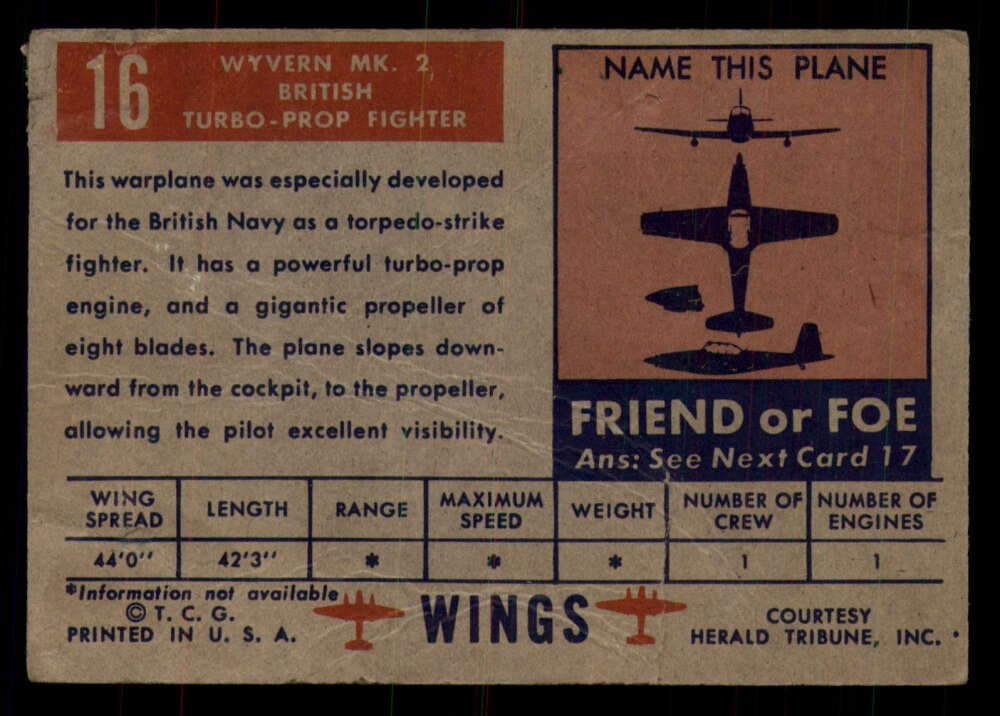 16
WYVERN MK. 2
BRITISH
TURBO-PROP FIGHTER
This warplane was especially developed
for the British Navy as a torpedo-strike
fighter. It has a powerful turbo-prop
engine, and a gigantic propeller of
eight blades. The plane slopes down-
ward from the cockpit, to the propeller,
allowing the pilot excellent visibility.
NAME THIS PLANE
FRIEND or FOE
Ans: See Next Card 17
WING SPREAD LENGTH RANGE MAXIMUM SPEED WEIGHT NUMBER OF CREW NUMBER OF ENGINES
44'0'' 42'3'' * * * 1 1
*Information not available
© T. C. G.
PRINTED IN U. S. A.
WINGS
COURTESY
HERALD TRIBUNE, INC.